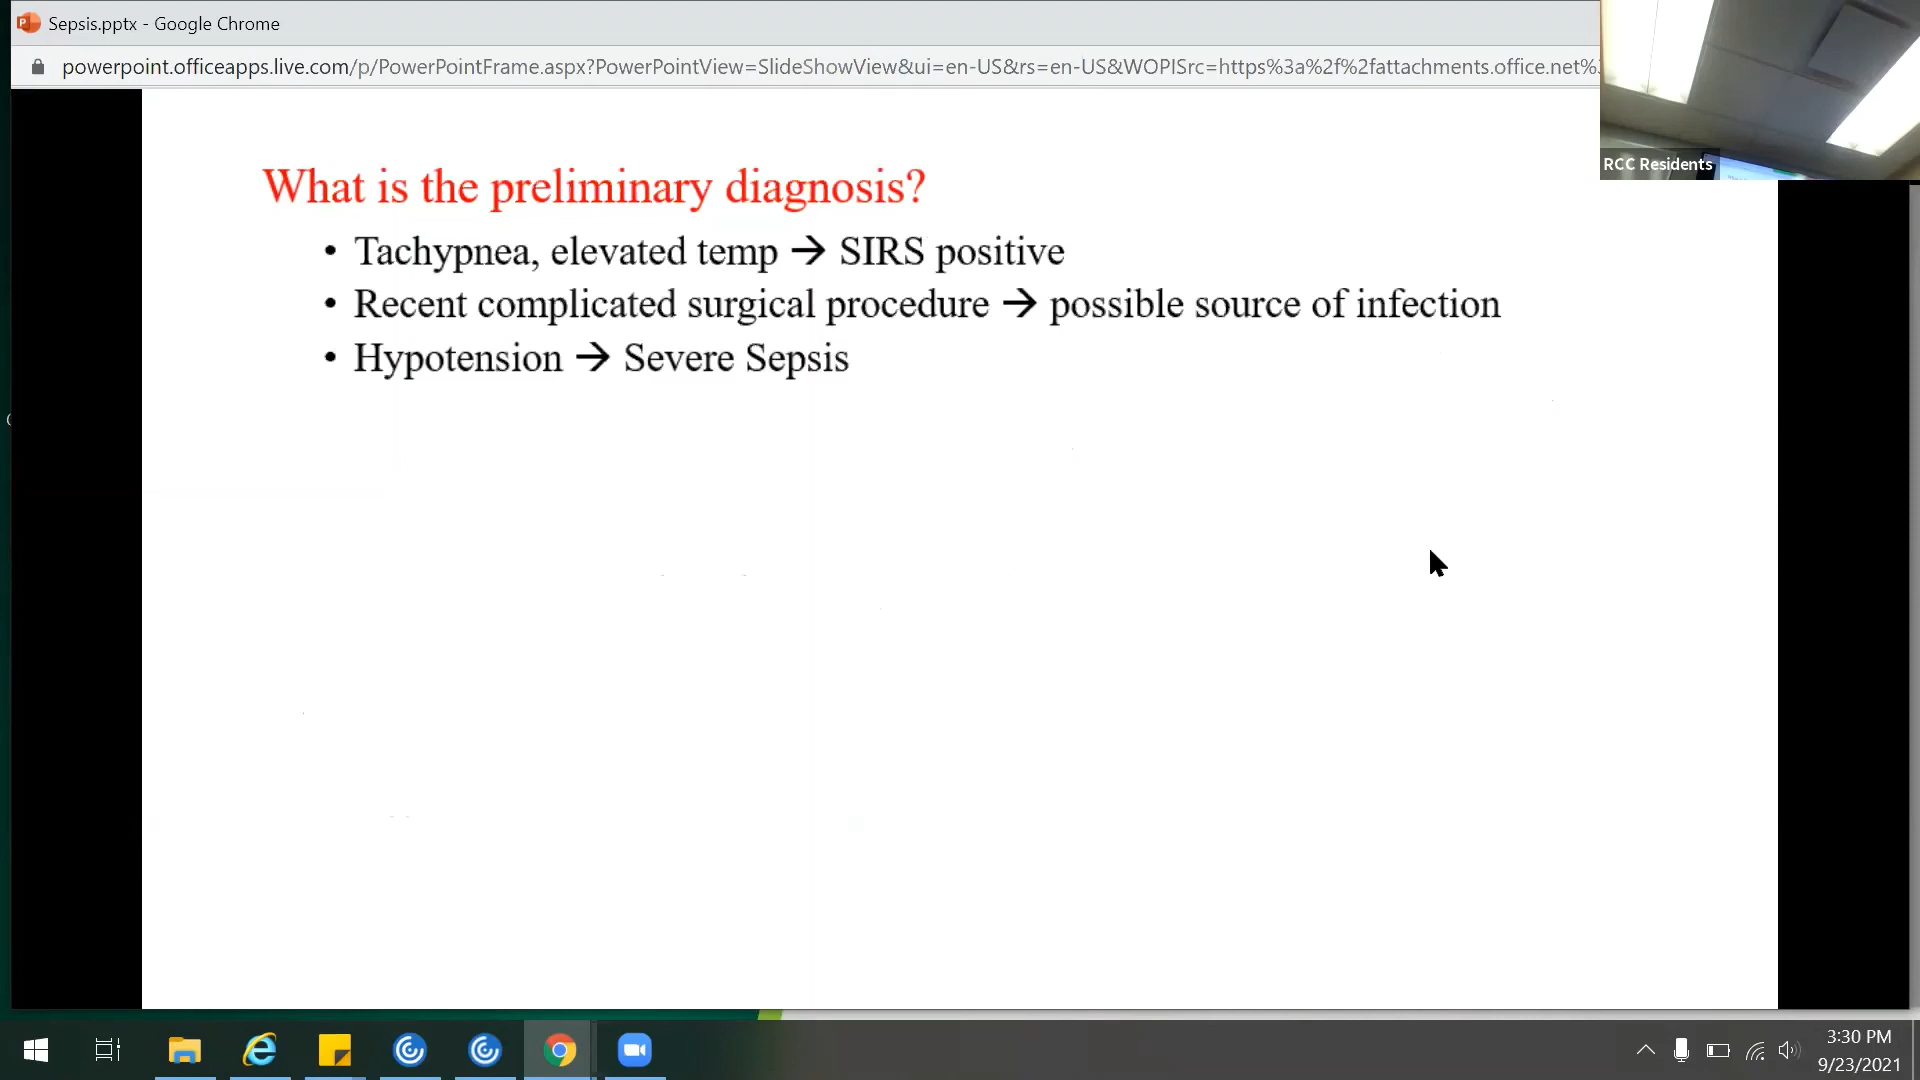 Sepsis.pptx - Google Chrome
powerpoint.officeapps.live.com/p/PowerPointFrame.aspx?PowerPointView=SlideShowView&ui=en-US&rs=en-US&WOPISrc=https%3a%2f%2fattachments.office.net%
RCC Residents
What is the preliminary diagnosis?
• Tachypnea, elevated temp → SIRS positive
• Recent complicated surgical procedure → possible source of infection
• Hypotension → Severe Sepsis
3:30 PM
9/23/2021